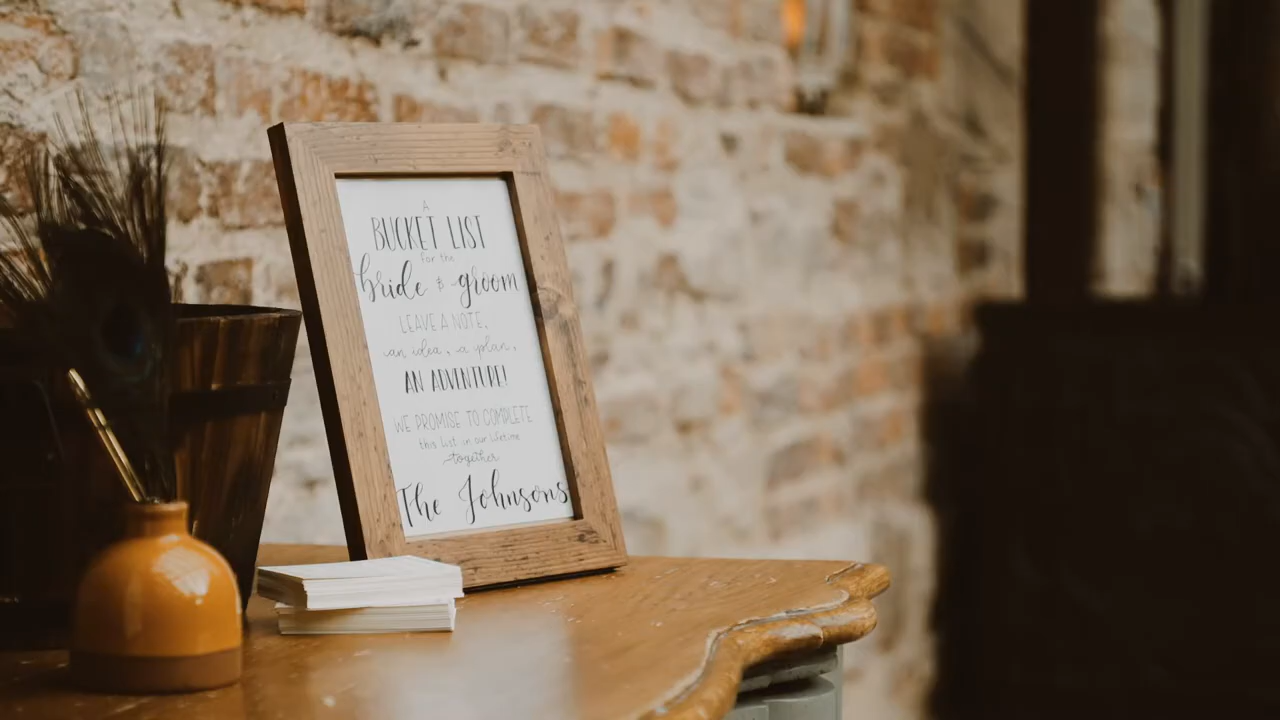 A
BUCKET LIST
for the
bride & groom
LEAVE A NOTE,
an idea, a plan,
AN ADVENTURE!
WE PROMISE TO COMPLETE
this list in our lifetime
together
The Johnsons